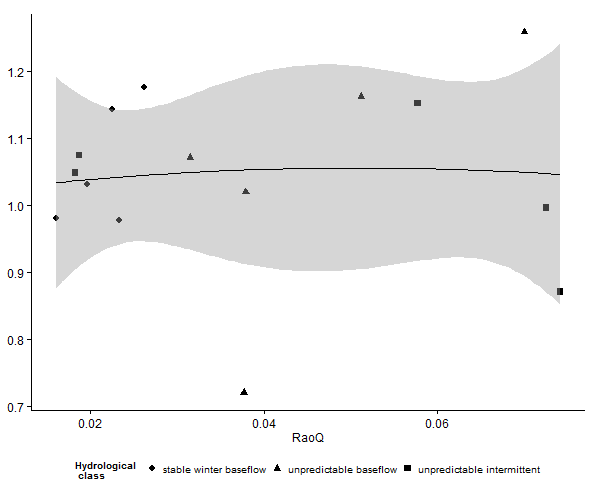 1.2
1.1
1.0
0.9
0.8
0.7
0.02 0.04 0.06
RaoQ
Hydrological
class
stable winter baseflow unpredictable baseflow unpredictable intermittent